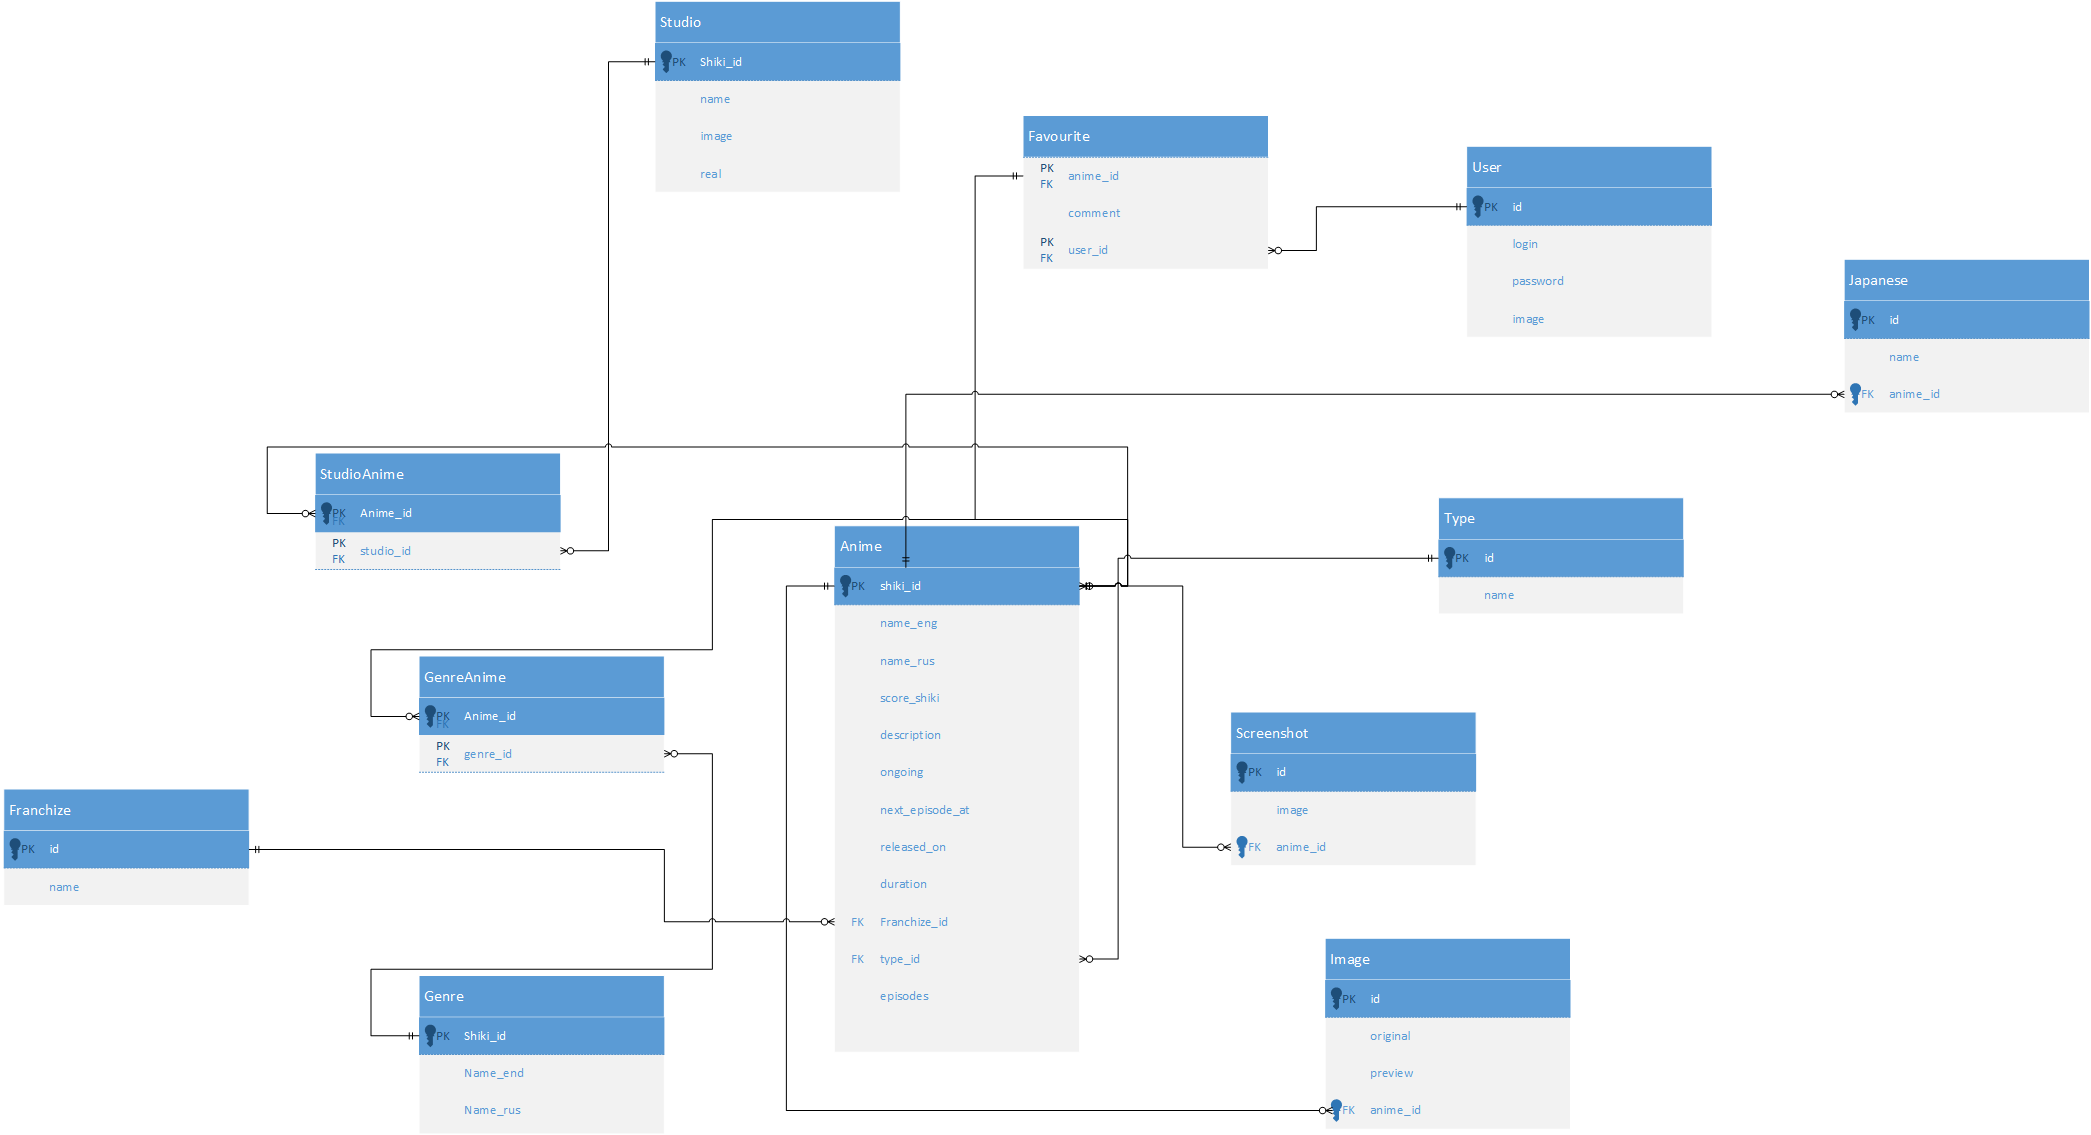 Studio
PK Shiki_id
name
image
real
Favourite
PK
FK
anime_id
comment
PK
FK
user_id
User
PK id
login
password
image
Japanese
PK id
name
FK anime_id
StudioAnime
PK
FK
Anime_id
PK
FK
studio_id
Anime
PK shiki_id
name_eng
name_rus
score_shiki
description
ongoing
next_episode_at
released_on
duration
FK Franchize_id
FK type_id
episodes
Type
PK id
name
GenreAnime
PK
FK
Anime_id
PK
FK
genre_id
Screenshot
PK id
image
FK anime_id
Franchize
PK id
name
Genre
PK Shiki_id
Name_end
Name_rus
Image
PK id
original
preview
FK anime_id